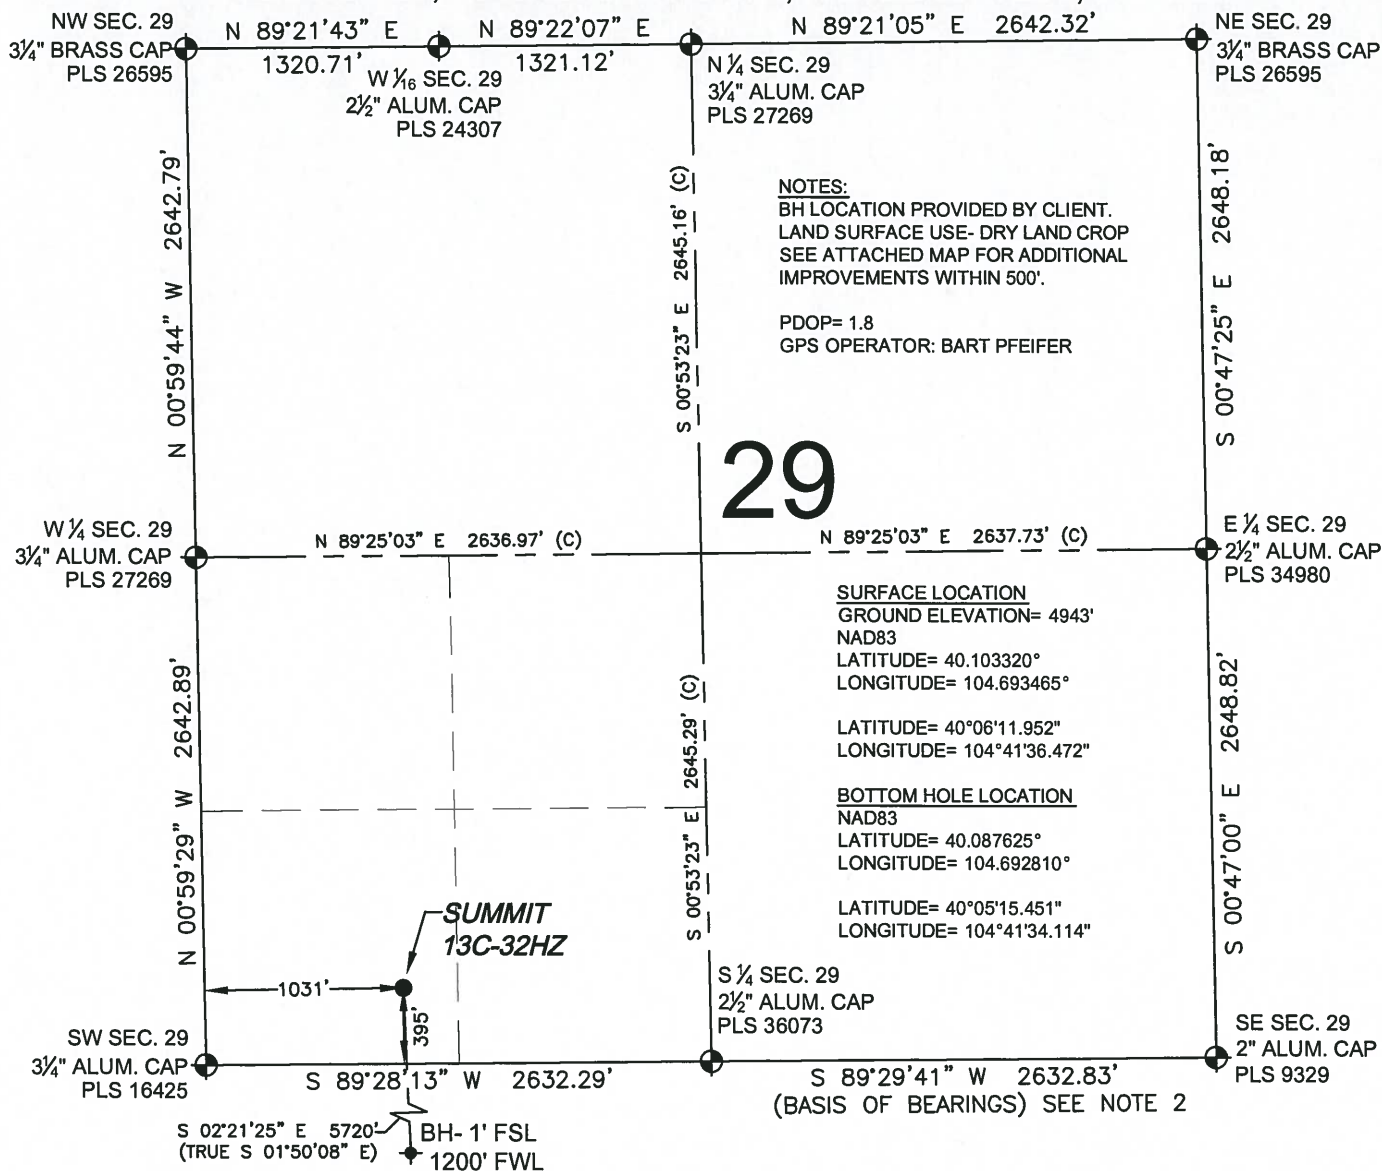 NW SEC. 29
3¼" BRASS CAP
PLS 26595
N 89°21'43" E
1320.71'
W 1/16 SEC. 29
2½" ALUM. CAP
PLS 24307
N 89°22'07" E
1321.12'
N ¼ SEC. 29
3¼" ALUM. CAP
PLS 27269
N 89°21'05" E 2642.32'
NE SEC. 29
3¼" BRASS CAP
PLS 26595
N 00°59'44" W 2642.79'
S 00°53'23" E 2645.16' (C)
NOTES:
BH LOCATION PROVIDED BY CLIENT.
LAND SURFACE USE- DRY LAND CROP
SEE ATTACHED MAP FOR ADDITIONAL
IMPROVEMENTS WITHIN 500'.
PDOP= 1.8
GPS OPERATOR: BART PFEIFER
S 00°47'25" E 2648.18'
29
W ¼ SEC. 29
3¼" ALUM. CAP
PLS 27269
N 89°25'03" E 2636.97' (C)
N 89°25'03" E 2637.73' (C)
E ¼ SEC. 29
2½" ALUM. CAP
PLS 34980
SURFACE LOCATION
GROUND ELEVATION= 4943'
NAD83
LATITUDE= 40.103320°
LONGITUDE= 104.693465°
LATITUDE= 40°06'11.952"
LONGITUDE= 104°41'36.472"
BOTTOM HOLE LOCATION
NAD83
LATITUDE= 40.087625°
LONGITUDE= 104.692810°
LATITUDE= 40°05'15.451"
LONGITUDE= 104°41'34.114"
N 00°59'29" W 2642.89'
S 00°53'23" E 2645.29' (C)
S 00°47'00" E 2648.82'
SUMMIT
13C-32HZ
1031'
395'
SW SEC. 29
3¼" ALUM. CAP
PLS 16425
S ¼ SEC. 29
2½" ALUM. CAP
PLS 36073
SE SEC. 29
2" ALUM. CAP
PLS 9329
S 89°28'13" W 2632.29'
S 89°29'41" W 2632.83'
(BASIS OF BEARINGS) SEE NOTE 2
S 02°21'25" E 5720'
(TRUE S 01°50'08" E)
BH- 1' FSL
1200' FWL